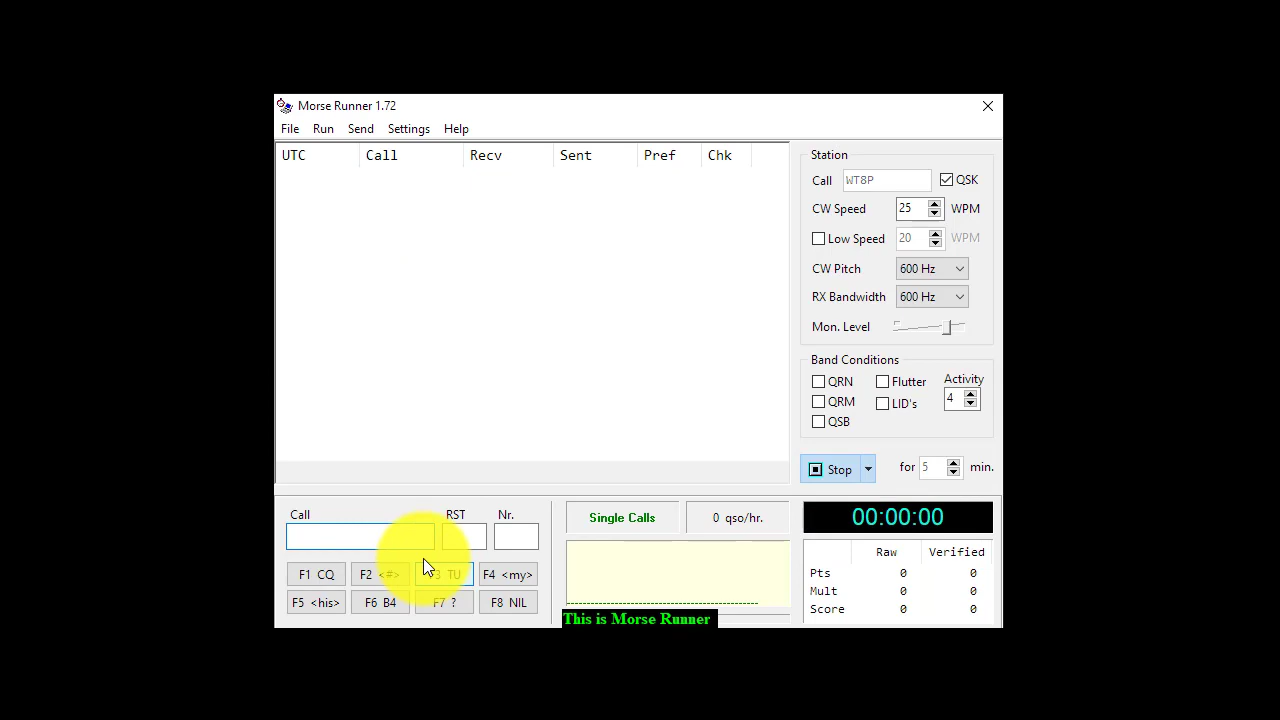 Morse Runner 1.72
File Run Send Settings Help
UTC Call Recv Sent Pref Chk
Station
Call WT8P QSK
CW Speed 25 WPM
Low Speed 20 WPM
CW Pitch 600 Hz
RX Bandwidth 600 Hz
Mon. Level
Band Conditions
QRN Flutter Activity
QRM LID's 4
QSB
Stop for 5 min.
Call RST Nr.
F1 CQ F2 <#> F3 TU F4 <my>
F5 <his> F6 B4 F7 ? F8 NIL
Single Calls 0 qso/hr.
00:00:00
Raw Verified
Pts 0 0
Mult 0 0
Score 0 0
This is Morse Runner